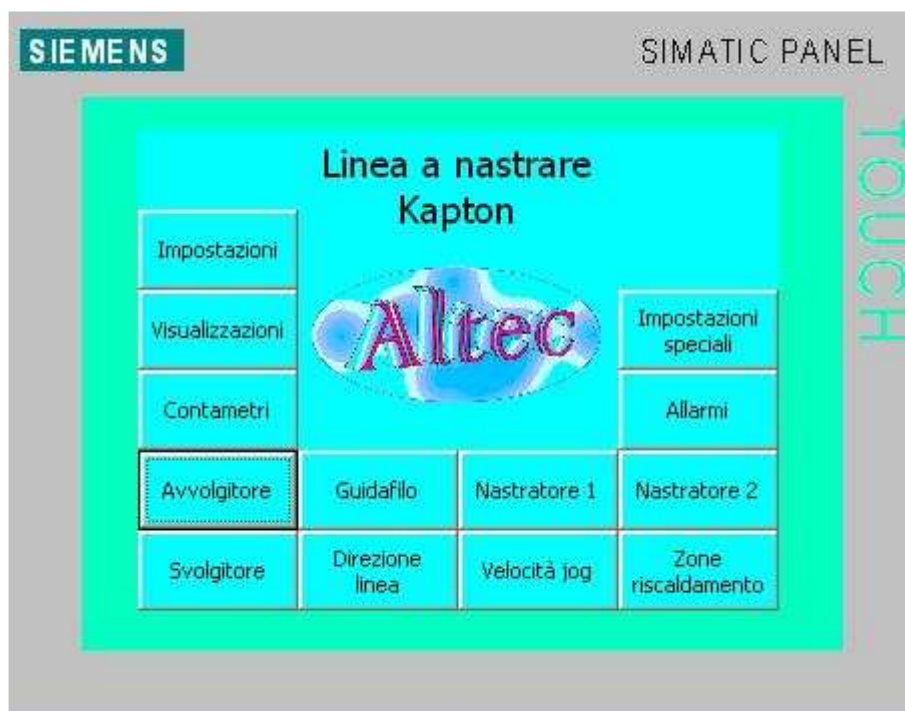 SIEMENS
SIMATIC PANEL
TOUCH
Linea a nastrare
Kapton
Altec
Impostazioni
Visualizzazioni
Impostazioni
speciali
Contametri
Allarmi
Avvolgitore
Guidafilo
Nastratore 1
Nastratore 2
Svolgitore
Direzione
linea
Velocità jog
Zone
riscaldamento